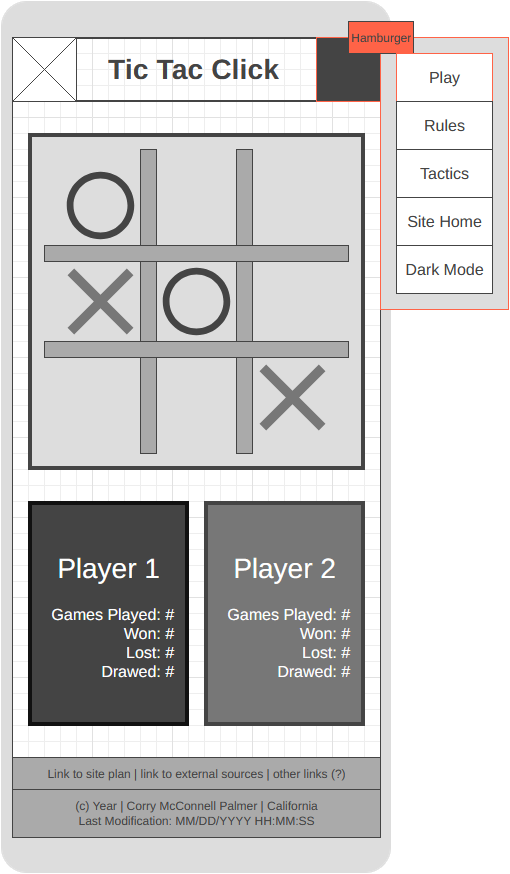 Hamburger
Tic Tac Click
Play
Rules
Tactics
Site Home
Dark Mode
Player 1
Games Played: #
Won: #
Lost: #
Drawed: #
Player 2
Games Played: #
Won: #
Lost: #
Drawed: #
Link to site plan | link to external sources | other links (?)
(c) Year | Corry McConnell Palmer | California
Last Modification: MM/DD/YYYY HH:MM:SS